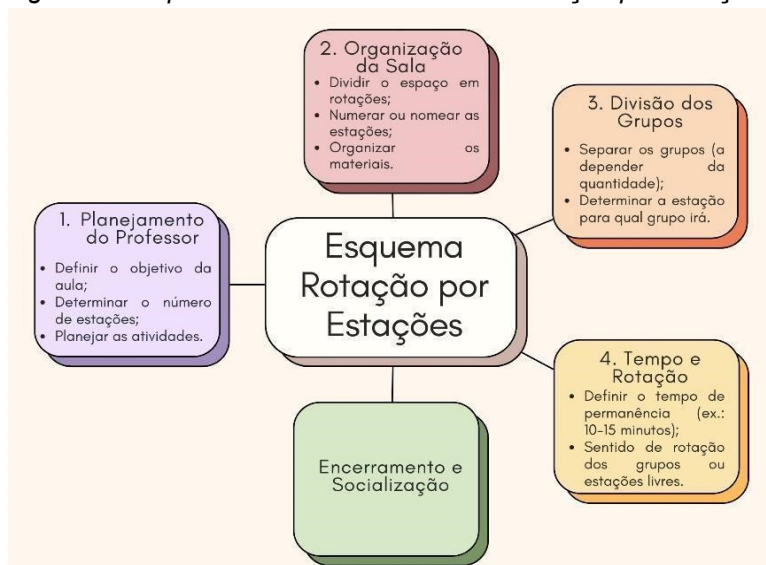 Esquema
Rotação por
Estações
1. Planejamento
do Professor
• Definir o objetivo da
aula;
• Determinar o número
de estações;
• Planejar as atividades.
2. Organização
da Sala
• Dividir o espaço em
rotações;
• Numerar ou nomear as
estações;
• Organizar os
materiais.
3. Divisão dos
Grupos
• Separar os grupos (a
depender da
quantidade);
• Determinar a estação
para qual grupo irá.
4. Tempo e
Rotação
• Definir o tempo de
permanência (ex.:
10-15 minutos);
• Sentido de rotação
dos grupos ou
estações livres.
Encerramento e
Socialização